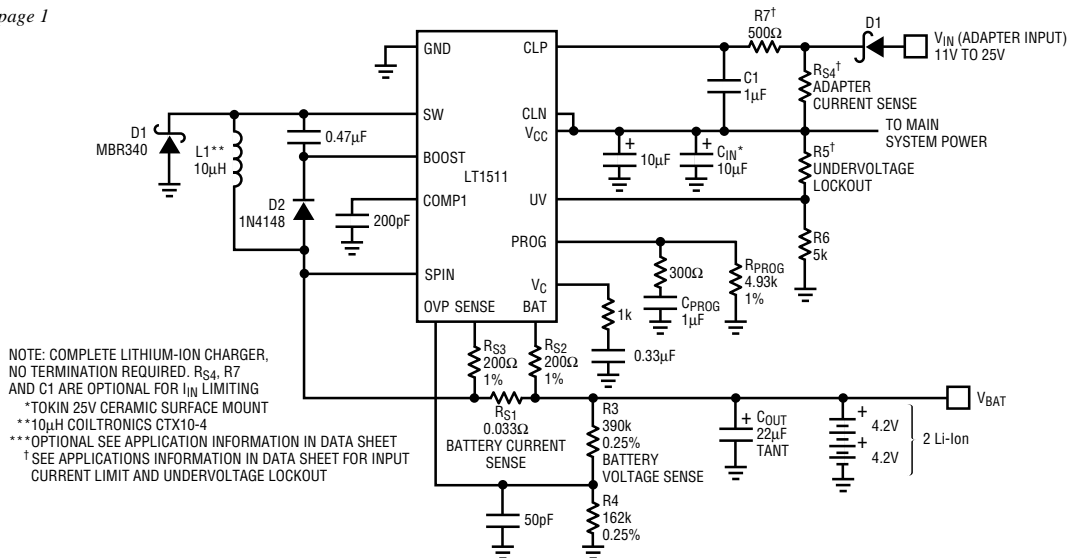 page 1
GND
CLP
R7†
500Ω
D1
VIN (ADAPTER INPUT)
11V TO 25V
C1
1µF
RS4†
ADAPTER
CURRENT SENSE
SW
CLN
VCC
TO MAIN
SYSTEM POWER
D1
MBR340
L1**
10µH
0.47µF
BOOST
LT1511
+
10µF
+
CIN*
10µF
R5†
UNDERVOLTAGE
LOCKOUT
D2
1N4148
COMP1
200pF
UV
R6
5k
PROG
300Ω
CPROG
1µF
RPROG
4.93k
1%
SPIN
VC
1k
0.33µF
OVP SENSE
BAT
RS3
200Ω
1%
RS2
200Ω
1%
RS1
0.033Ω
BATTERY CURRENT
SENSE
R3
390k
0.25%
BATTERY
VOLTAGE SENSE
+
COUT
22µF
TANT
VBAT
+
4.2V
+
4.2V
2 Li-Ion
50pF
R4
162k
0.25%
NOTE: COMPLETE LITHIUM-ION CHARGER,
NO TERMINATION REQUIRED. RS4, R7
AND C1 ARE OPTIONAL FOR IIN LIMITING
*TOKIN 25V CERAMIC SURFACE MOUNT
**10µH COILTRONICS CTX10-4
***OPTIONAL SEE APPLICATION INFORMATION IN DATA SHEET
†SEE APPLICATIONS INFORMATION IN DATA SHEET FOR INPUT
CURRENT LIMIT AND UNDERVOLTAGE LOCKOUT